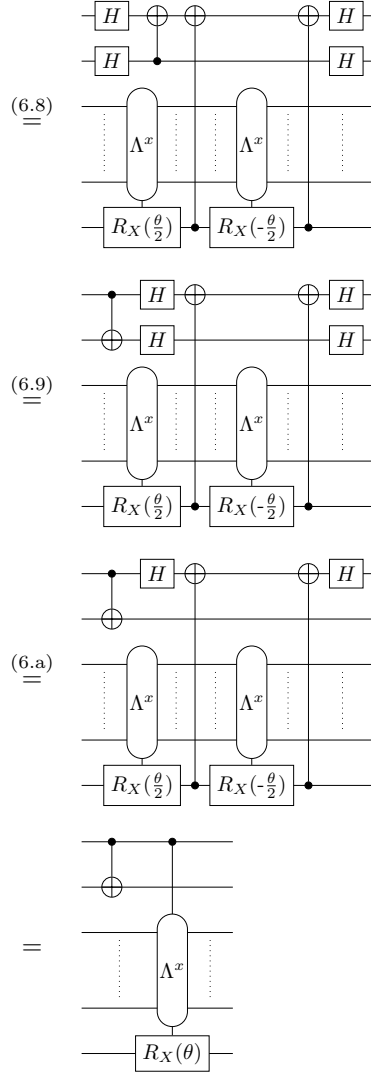 H H
H H
(6.8)
=
Λ^x Λ^x
R_X(θ/2) R_X(-θ/2)
H H
H H
(6.9)
=
Λ^x Λ^x
R_X(θ/2) R_X(-θ/2)
H H
(6.a)
=
Λ^x Λ^x
R_X(θ/2) R_X(-θ/2)
= Λ^x
R_X(θ)